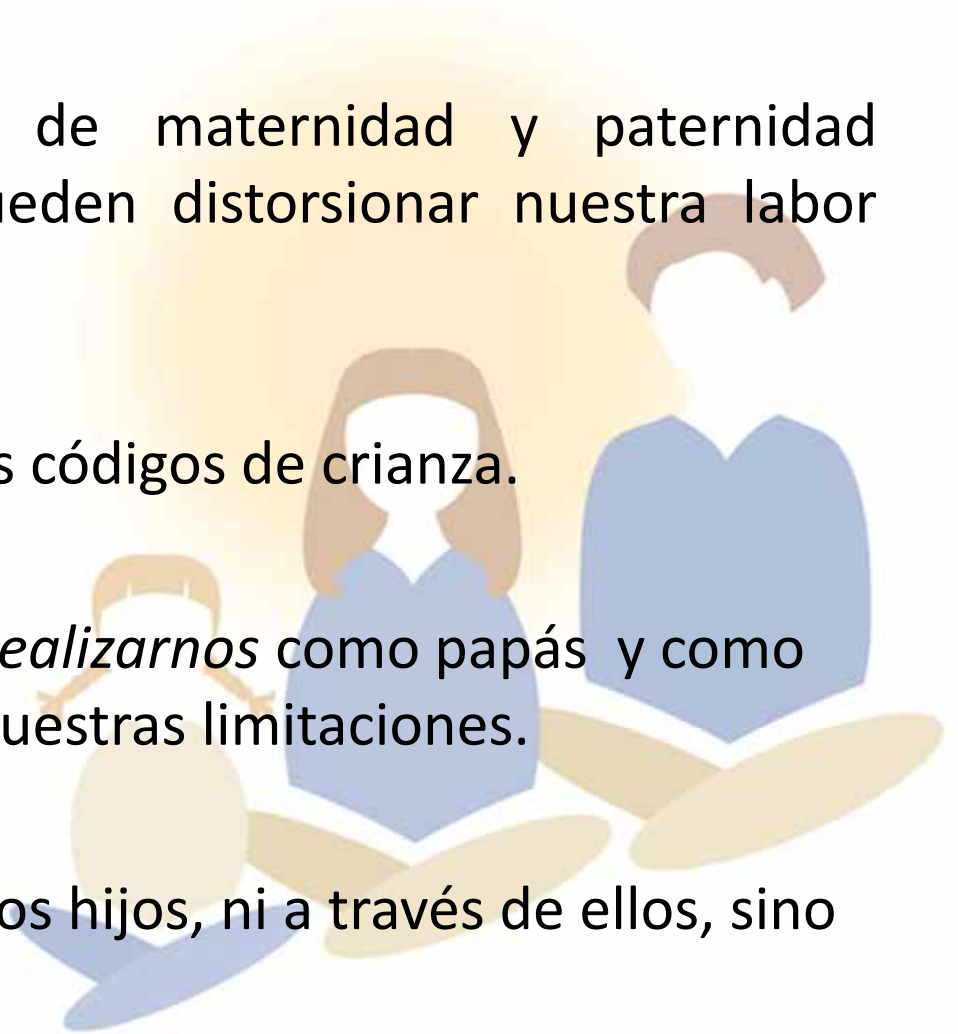 de maternidad y paternidad
ueden distorsionar nuestra labor
s códigos de crianza.
ealizarnos como papás y como
uestras limitaciones.
os hijos, ni a través de ellos, sino